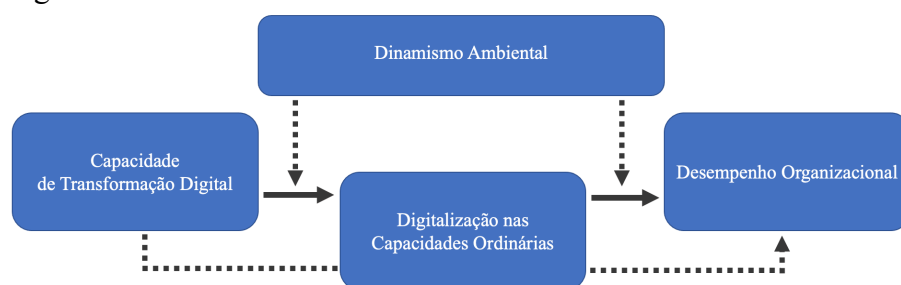 Dinamismo Ambiental
Capacidade
de Transformação Digital
Desempenho Organizacional
Digitalização nas
Capacidades Ordinárias